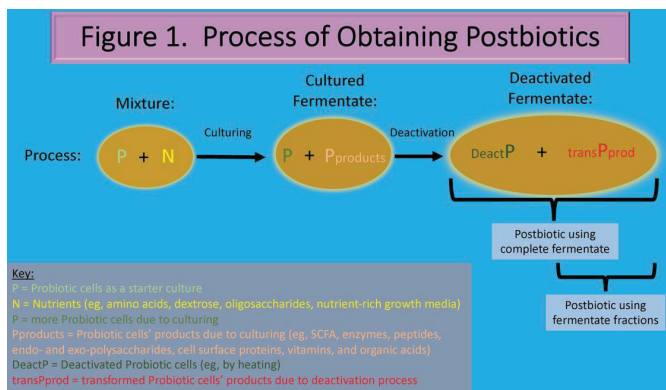 Figure 1.  Process of Obtaining Postbiotics
Mixture:
Cultured
Fermentate:
Deactivated
Fermentate:
Process:
P + N
Culturing
P + Pproducts
Deactivation
DeactP + transPprod
Postbiotic using
complete fermentate
Postbiotic using
fermentate fractions
Key:
P = Probiotic cells as a starter culture
N = Nutrients (eg, amino acids, dextrose, oligosaccharides, nutrient-rich growth media)
P = more Probiotic cells due to culturing
Pproducts = Probiotic cells' products due to culturing (eg, SCFA, enzymes, peptides,
endo- and exo-polysaccharides, cell surface proteins, vitamins, and organic acids)
DeactP = Deactivated Probiotic cells (eg, by heating)
transPprod = transformed Probiotic cells' products due to deactivation process